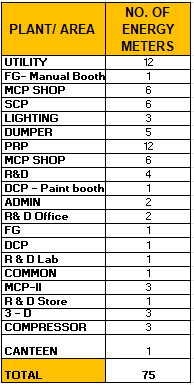 PLANT/ AREA NO. OF ENERGY METERS
UTILITY 12
FG- Manual Booth 1
MCP SHOP 6
SCP 6
LIGHTING 3
DUMPER 5
PRP 12
MCP SHOP 6
R&D 4
DCP - Paint booth 1
ADMIN 2
R& D Office 2
FG 1
DCP 1
R & D Lab 1
COMMON 1
MCP-II 3
R & D Store 1
3 - D 3
COMPRESSOR 3
CANTEEN 1
TOTAL 75